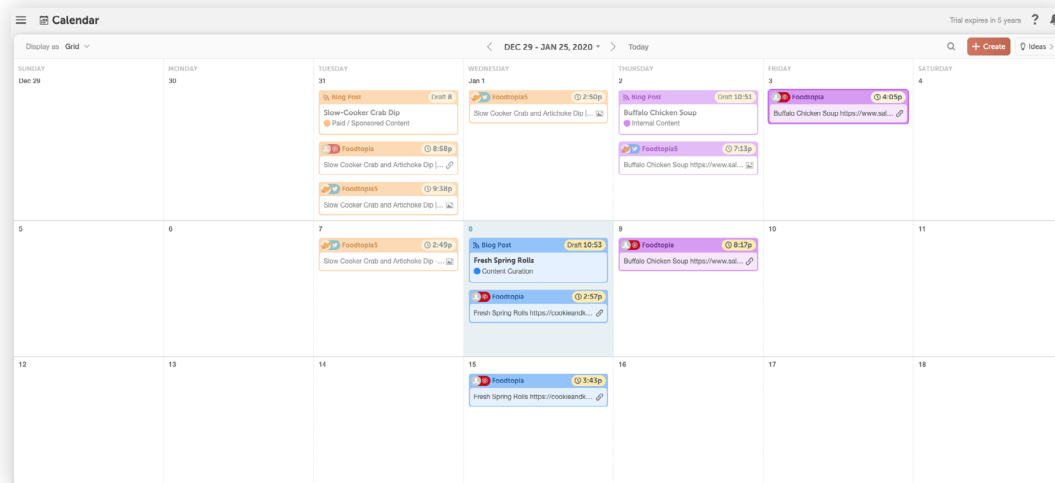 Calendar
Trial expires in 5 years ?
Display as Grid
DEC 29 - JAN 25, 2020
Today
+ Create
Ideas
SUNDAY MONDAY TUESDAY WEDNESDAY THURSDAY FRIDAY SATURDAY
Dec 29 30 31 Jan 1 2 3 4
Blog Post Draft 8
Slow-Cooker Crab Dip
Paid / Sponsored Content
Foodtopia 8:58p
Slow Cooker Crab and Artichoke Dip |...
Foodtopia5 9:38p
Slow Cooker Crab and Artichoke Dip |...
Foodtopia5 2:50p
Slow Cooker Crab and Artichoke Dip |...
Blog Post Draft 10:51
Buffalo Chicken Soup
Internal Content
Foodtopia5 7:13p
Buffalo Chicken Soup https://www.sal...
Foodtopia 4:05p
Buffalo Chicken Soup https://www.sal...
5 6 7 8 9 10 11
Foodtopia5 2:49p
Slow Cooker Crab and Artichoke Dip -...
Blog Post Draft 10:53
Fresh Spring Rolls
Content Curation
Foodtopia 2:57p
Fresh Spring Rolls https://cookieandk...
Foodtopia 8:17p
Buffalo Chicken Soup https://www.sal...
12 13 14 15 16 17 18
Foodtopia 3:43p
Fresh Spring Rolls https://cookieandk...